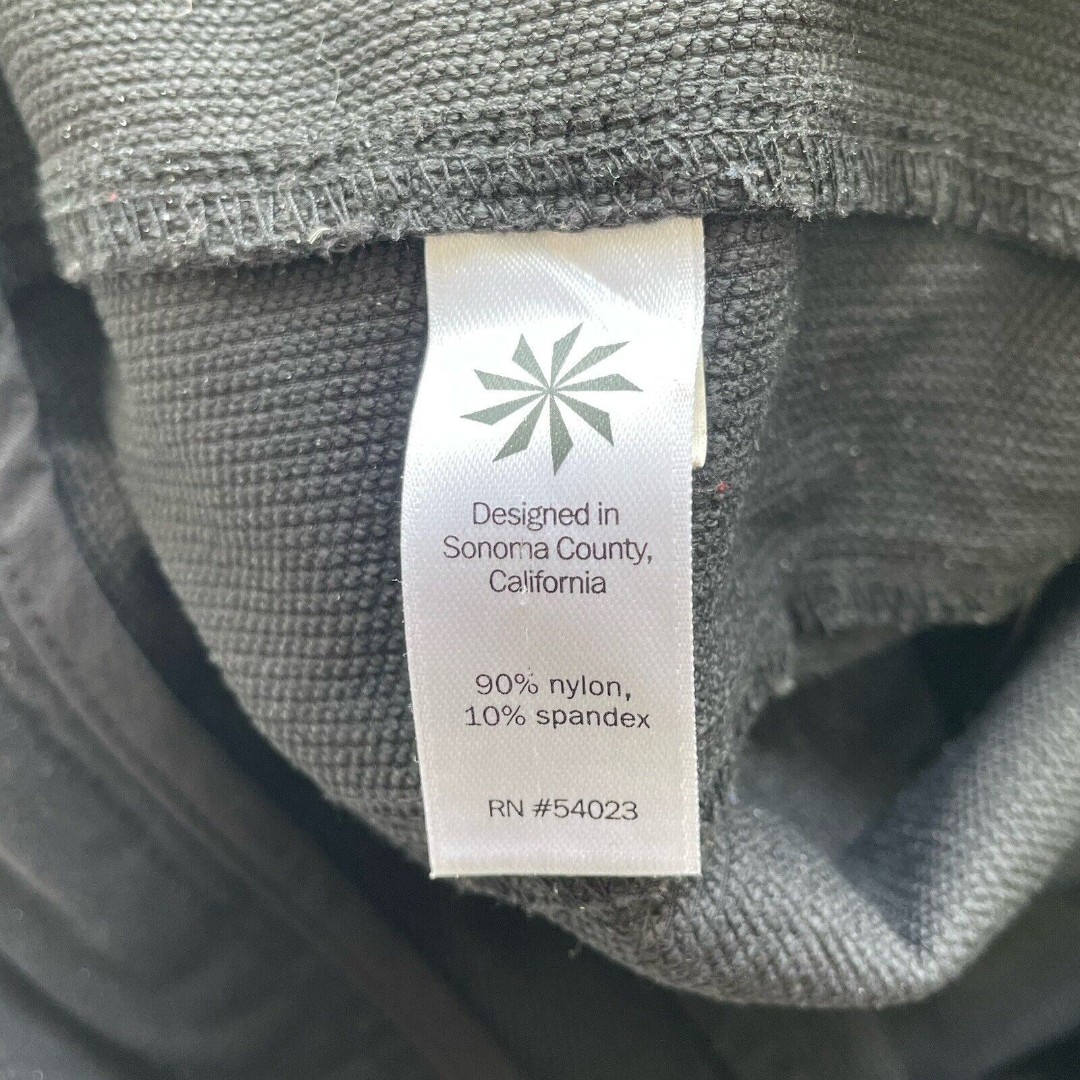 Designed in
Sonoma County,
California
90% nylon,
10% spandex
RN #54023